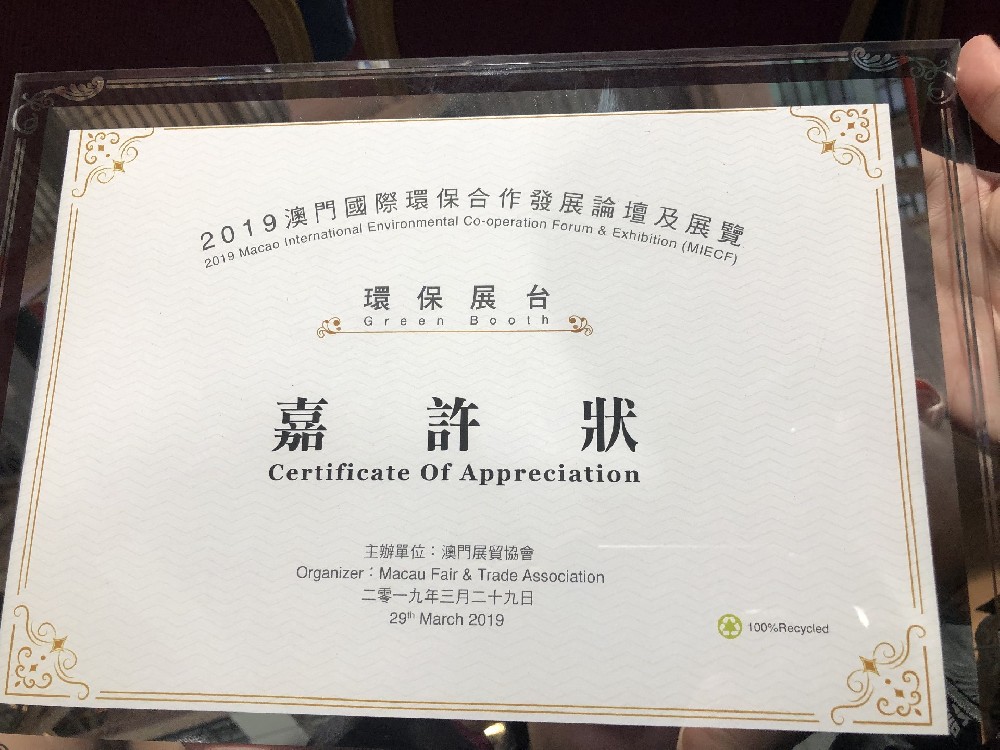 2019澳門國際環保合作發展論壇及展覽
2019 Macao International Environmental Co-operation Forum & Exhibition (MIECF)
環保展台
Green Booth
嘉許狀
Certificate Of Appreciation
主辦單位：澳門展貿協會
Organizer：Macau Fair & Trade Association
二零一九年三月二十九日
29th March 2019
100%Recycled